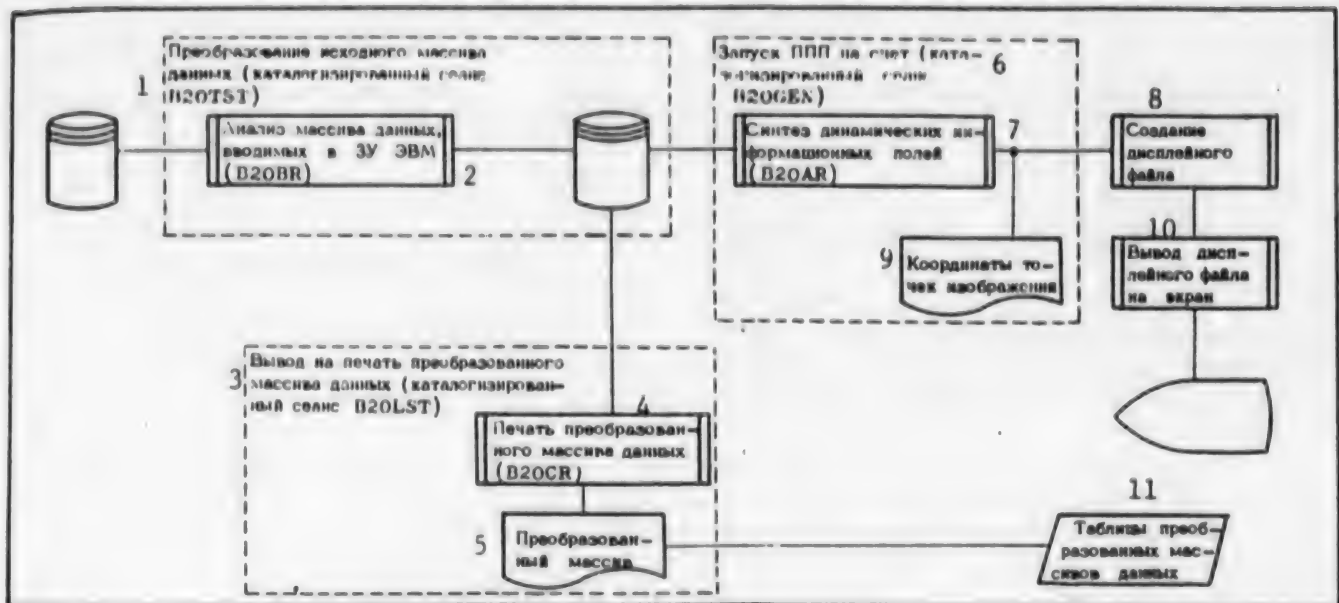 1
Преобразование исходного массива
данных (каталогизированный сеанс
B20TST)
Анализ массива данных,
вводимых в ЗУ ЭВМ
(B20BR)
2
Запуск ППП на счет (ката-
логизированный сеанс
B20GEN)
6
Синтез динамических ин-
формационных полей
(B20AR)
7
8
Создание
дисплейного
файла
9
Координаты то-
чек изображения
10
Вывод дисп-
лейного файла
на экран
3
Вывод на печать преобразованного
массива данных (каталогизирован-
ный сеанс B20LST)
4
Печать преобразован-
ного массива данных
(B20CR)
5
Преобразован-
ный массив
11
Таблицы преоб-
разованных мас-
сивов данных